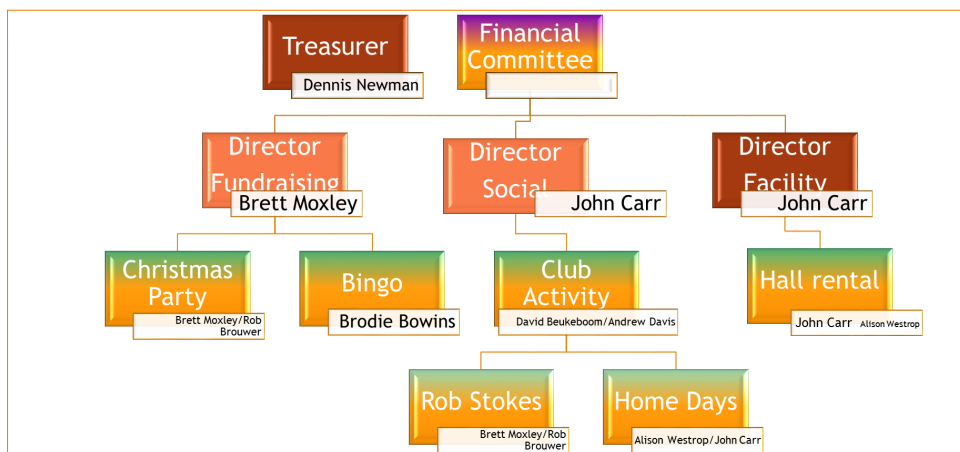 Treasurer
Dennis Newman
Financial
Committee
Director
Fundraising
Brett Moxley
Director
Social
John Carr
Director
Facility
John Carr
Christmas
Party
Brett Moxley/Rob
Brouwer
Bingo
Brodie Bowins
Club
Activity
David Beukeboom/Andrew Davis
Hall rental
John Carr Alison Westrop
Rob Stokes
Brett Moxley/Rob
Brouwer
Home Days
Alison Westrop/John Carr